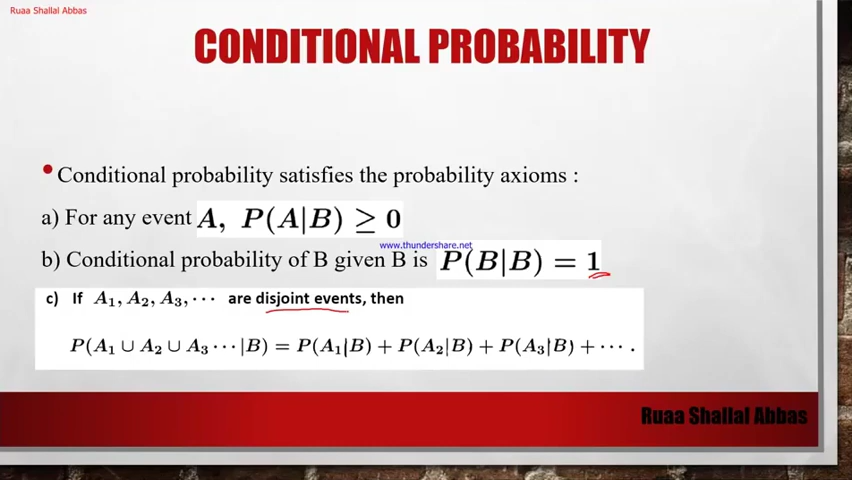 Ruaa Shallal Abbas
CONDITIONAL PROBABILITY
• Conditional probability satisfies the probability axioms :
a) For any event A, P(A|B) ≥ 0
www.thundershare.net
b) Conditional probability of B given B is P(B|B) = 1
c) If A₁, A₂, A₃, ⋯ are disjoint events, then
P(A₁ ∪ A₂ ∪ A₃ ⋯ |B) = P(A₁|B) + P(A₂|B) + P(A₃|B) + ⋯ .
Ruaa Shallal Abbas